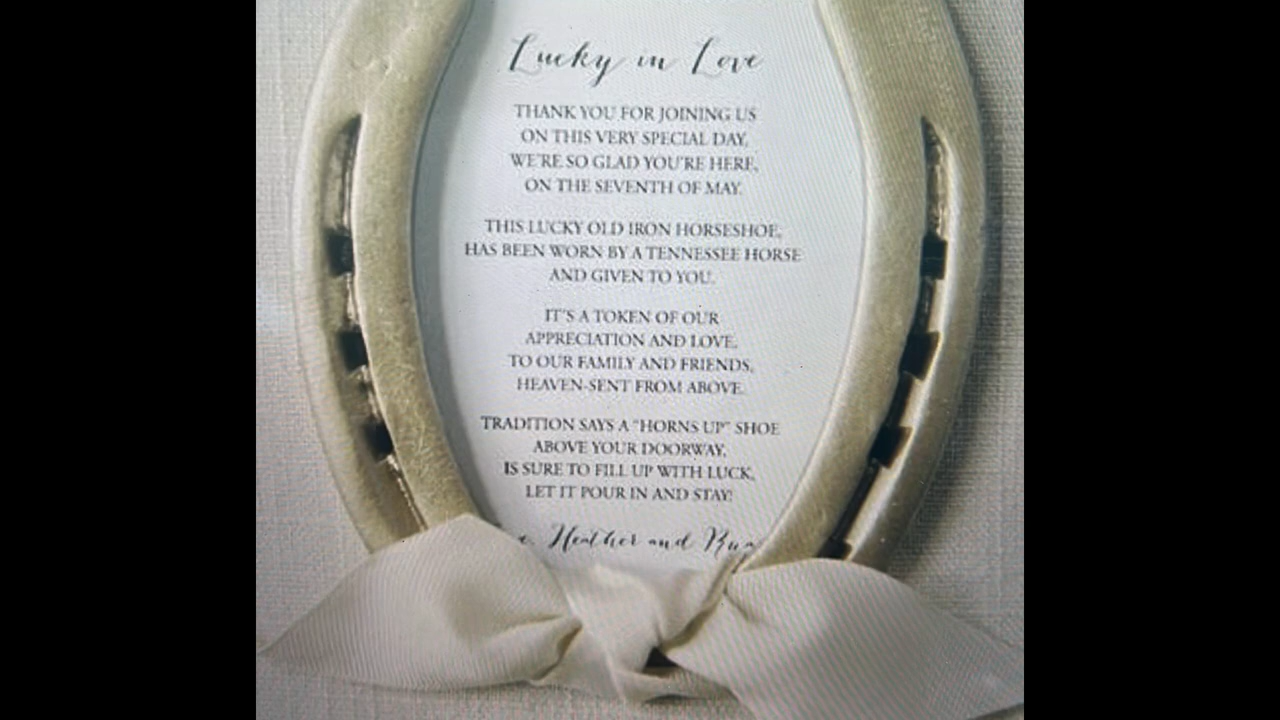 Lucky in Love
THANK YOU FOR JOINING US
ON THIS VERY SPECIAL DAY,
WE'RE SO GLAD YOU'RE HERE,
ON THE SEVENTH OF MAY.
THIS LUCKY OLD IRON HORSESHOE,
HAS BEEN WORN BY A TENNESSEE HORSE
AND GIVEN TO YOU.
IT'S A TOKEN OF OUR
APPRECIATION AND LOVE,
TO OUR FAMILY AND FRIENDS,
HEAVEN-SENT FROM ABOVE.
TRADITION SAYS A "HORNS UP" SHOE
ABOVE YOUR DOORWAY,
IS SURE TO FILL UP WITH LUCK,
LET IT POUR IN AND STAY!
Heather and